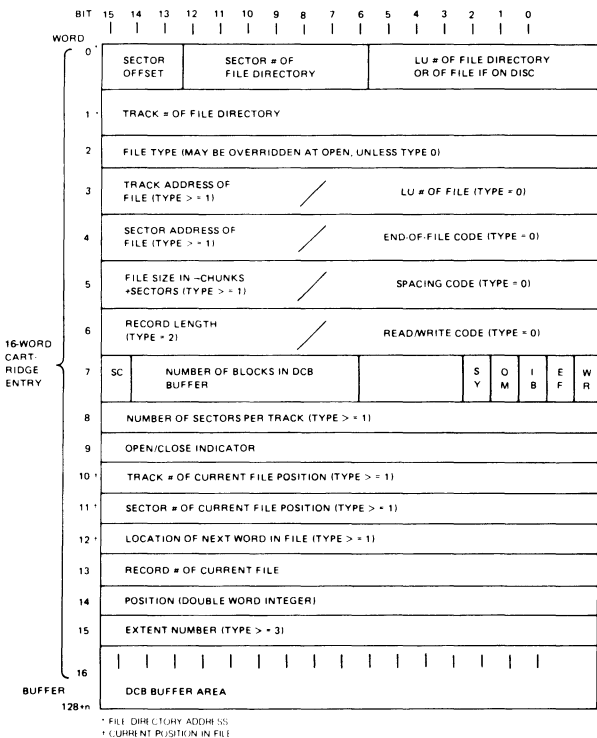 BIT 15 15 14 13 12 11 10 9 8 7 6 5 4 3 2 1 0
WORD
0 *
SECTOR OFFSET
SECTOR # OF FILE DIRECTORY
LU # OF FILE DIRECTORY OR OF FILE IF ON DISC
1 * TRACK = OF FILE DIRECTORY
2 FILE TYPE (MAY BE OVERRIDDEN AT OPEN, UNLESS TYPE 0)
3 TRACK ADDRESS OF FILE (TYPE > = 1) / LU # OF FILE (TYPE = 0)
4 SECTOR ADDRESS OF FILE (TYPE > - 1) / END-OF-FILE CODE (TYPE = 0)
5 FILE SIZE IN -CHUNKS +SECTORS (TYPE > = 1) / SPACING CODE (TYPE = 0)
6 RECORD LENGTH (TYPE = 2) / READ/WRITE CODE (TYPE = 0)
16-WORD CART- RIDGE ENTRY
7 SC NUMBER OF BLOCKS IN DCB BUFFER SY OM IB EF WR
8 NUMBER OF SECTORS PER TRACK (TYPE > = 1)
9 OPEN/CLOSE INDICATOR
10 † TRACK # OF CURRENT FILE POSITION (TYPE > = 1)
11 † SECTOR # OF CURRENT FILE POSITION (TYPE > = 1)
12 † LOCATION OF NEXT WORD IN FILE (TYPE > = 1)
13 RECORD # OF CURRENT FILE
14 POSITION (DOUBLE WORD INTEGER)
15 EXTENT NUMBER (TYPE > = 3)
16
BUFFER DCB BUFFER AREA
128+n
* FILE DIRECTORY ADDRESS
† CURRENT POSITION IN FILE